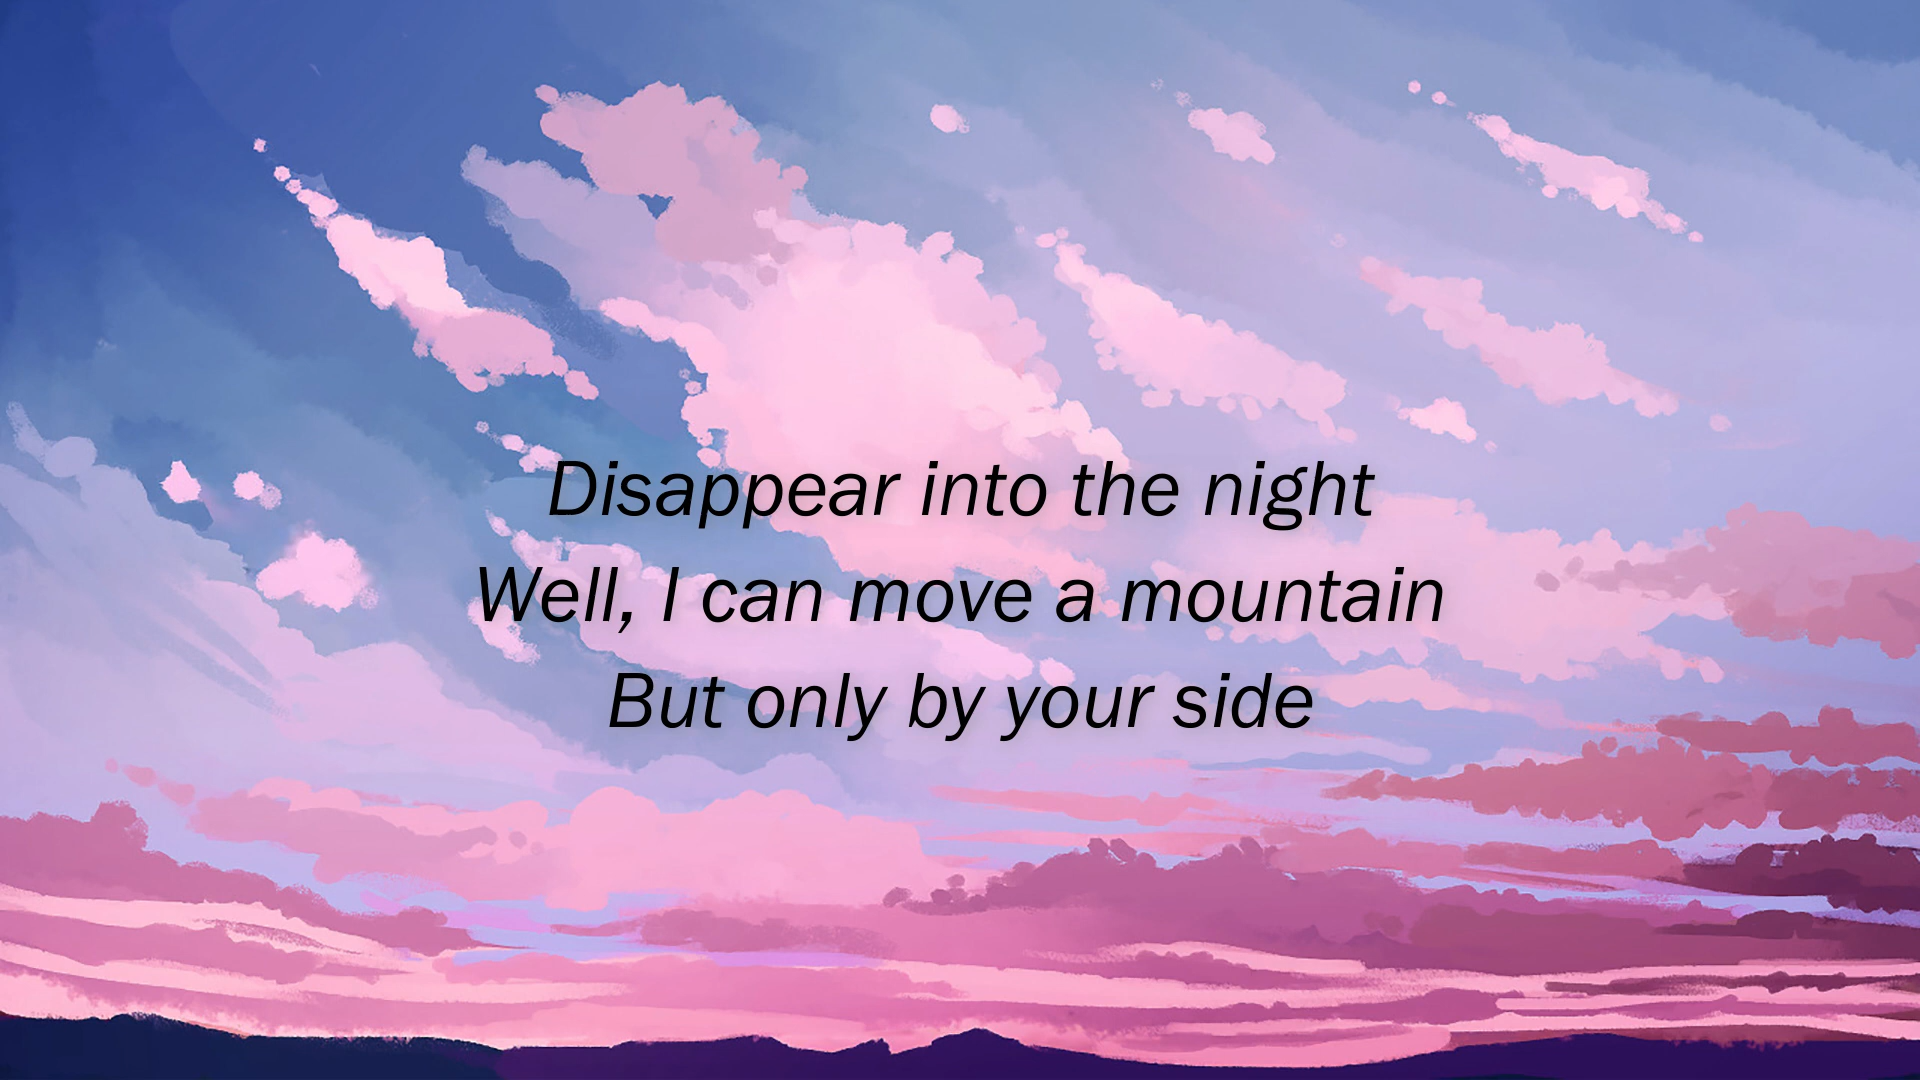 Disappear into the night
Well, I can move a mountain
But only by your side